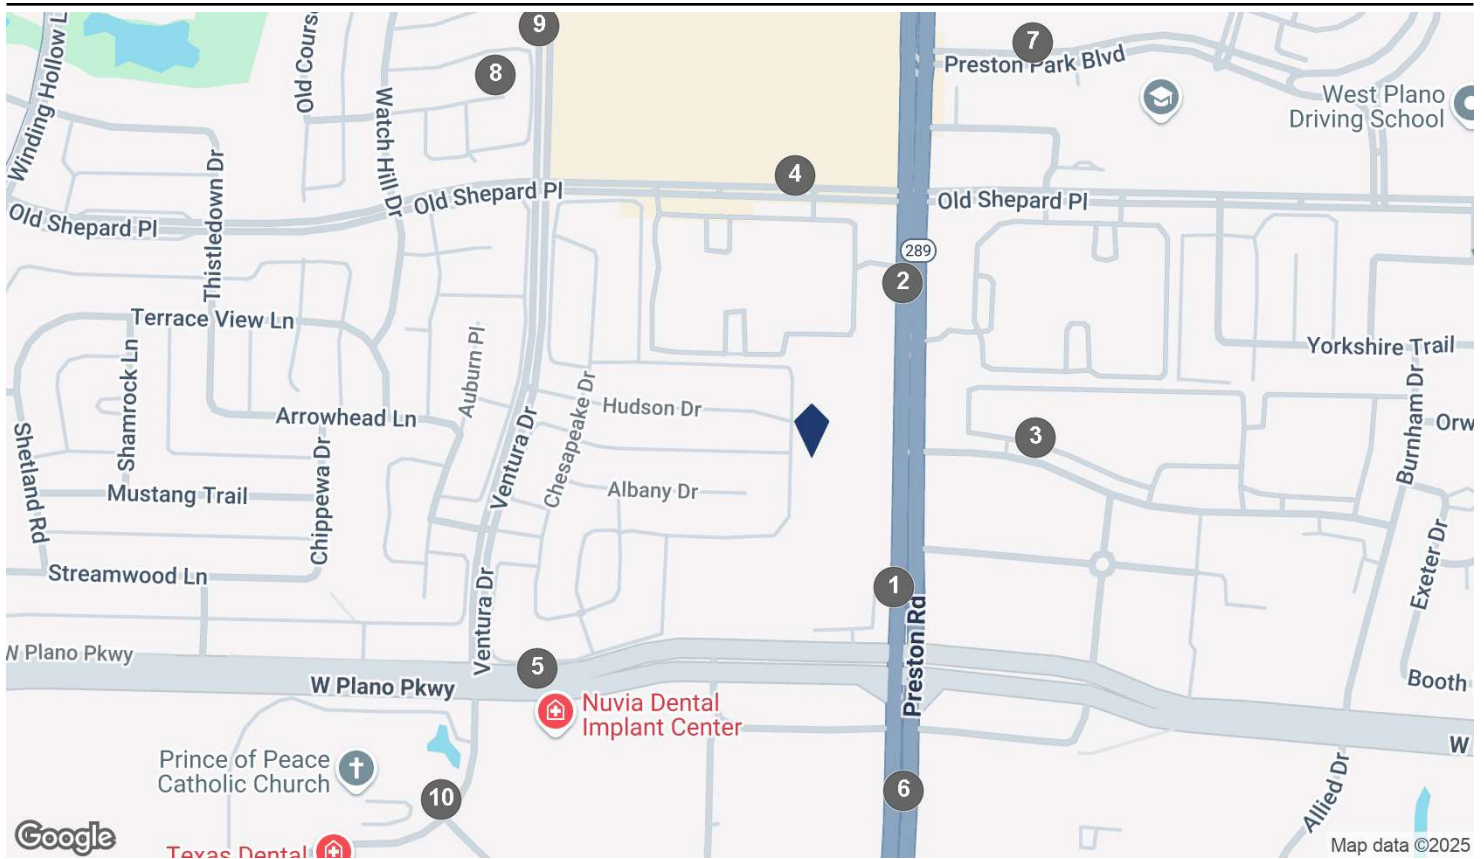 9
7
8
Preston Park Blvd
Old Course
Winding Hollow L
Watch Hill Dr
West Plano
Driving School
Thistledown Dr
4
Old Shepard Pl
Old Shepard Pl
Old Shepard Pl
289
2
Terrace View Ln
Yorkshire Trail
Shamrock Ln
Auburn Pl
Chesapeake Dr
Hudson Dr
Arrowhead Ln
Burnham Dr
Orw
3
Ventura Dr
Shetland Rd
Chippewa Dr
Mustang Trail
Albany Dr
Exeter Dr
Streamwood Ln
Ventura Dr
1
Preston Rd
W Plano Pkwy
5
W Plano Pkwy
Booth
Nuvia Dental
Implant Center
W
Prince of Peace
Catholic Church
10
6
Allied Dr
Google
Texas Dental
Map data ©2025